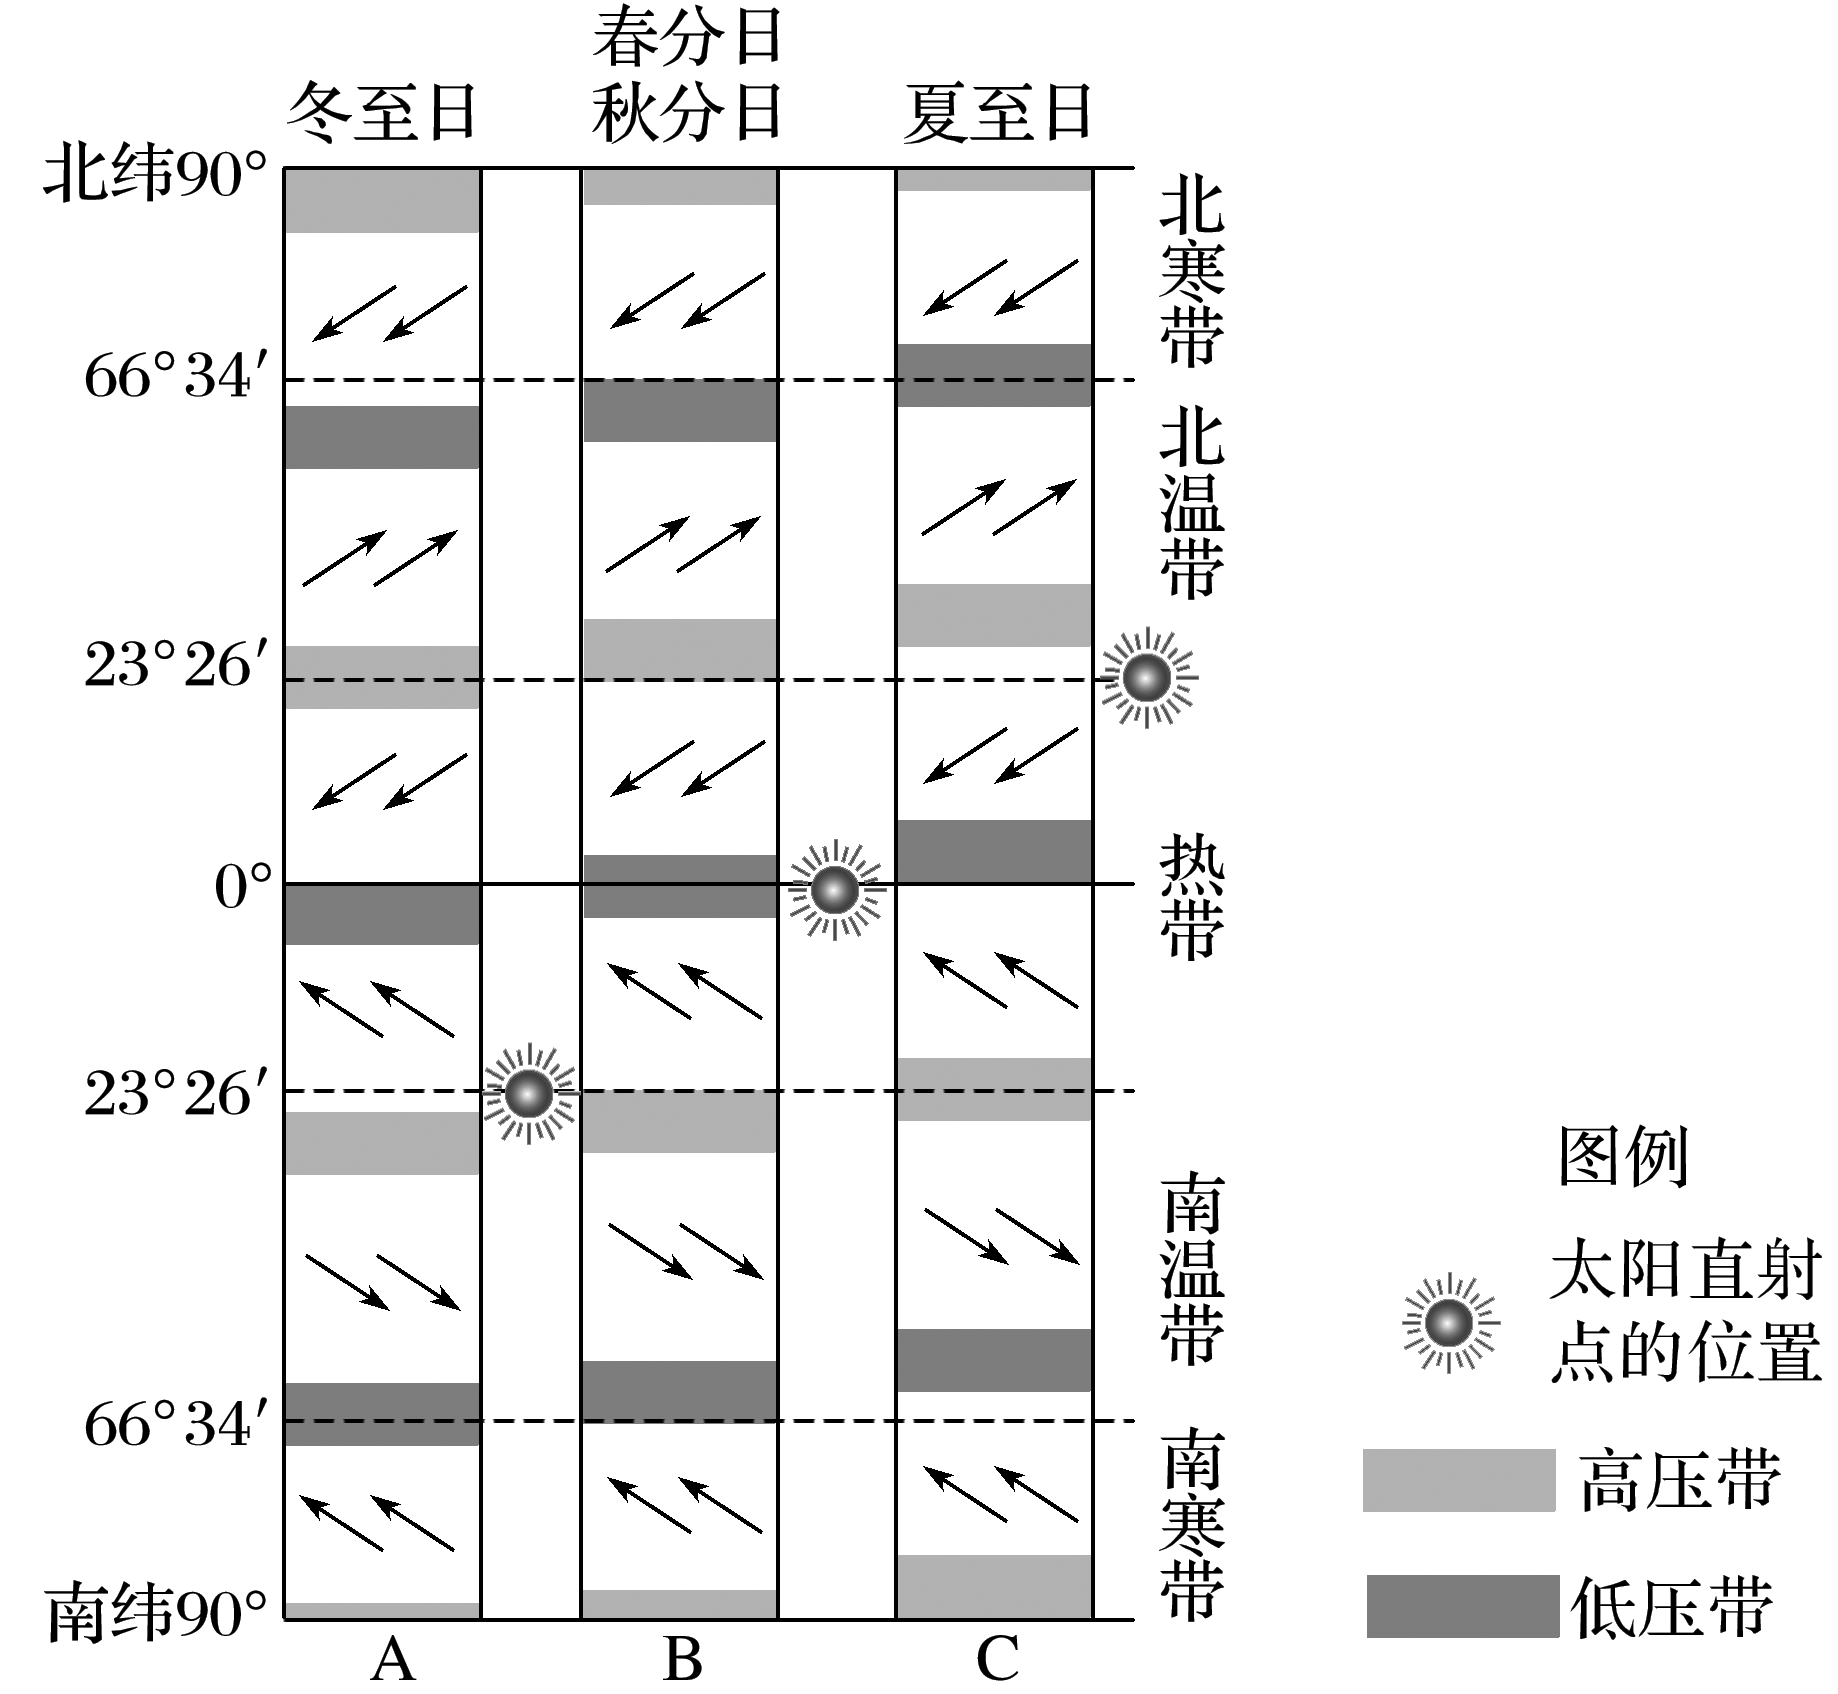 春分日
冬至日
秋分日
夏至日
北纬90°
66°34′
23°26′
0°
23°26′
66°34′
南纬90°
北寒带
北温带
热带
南温带
南寒带
A
B
C
图例
太阳直射
点的位置
高压带
低压带